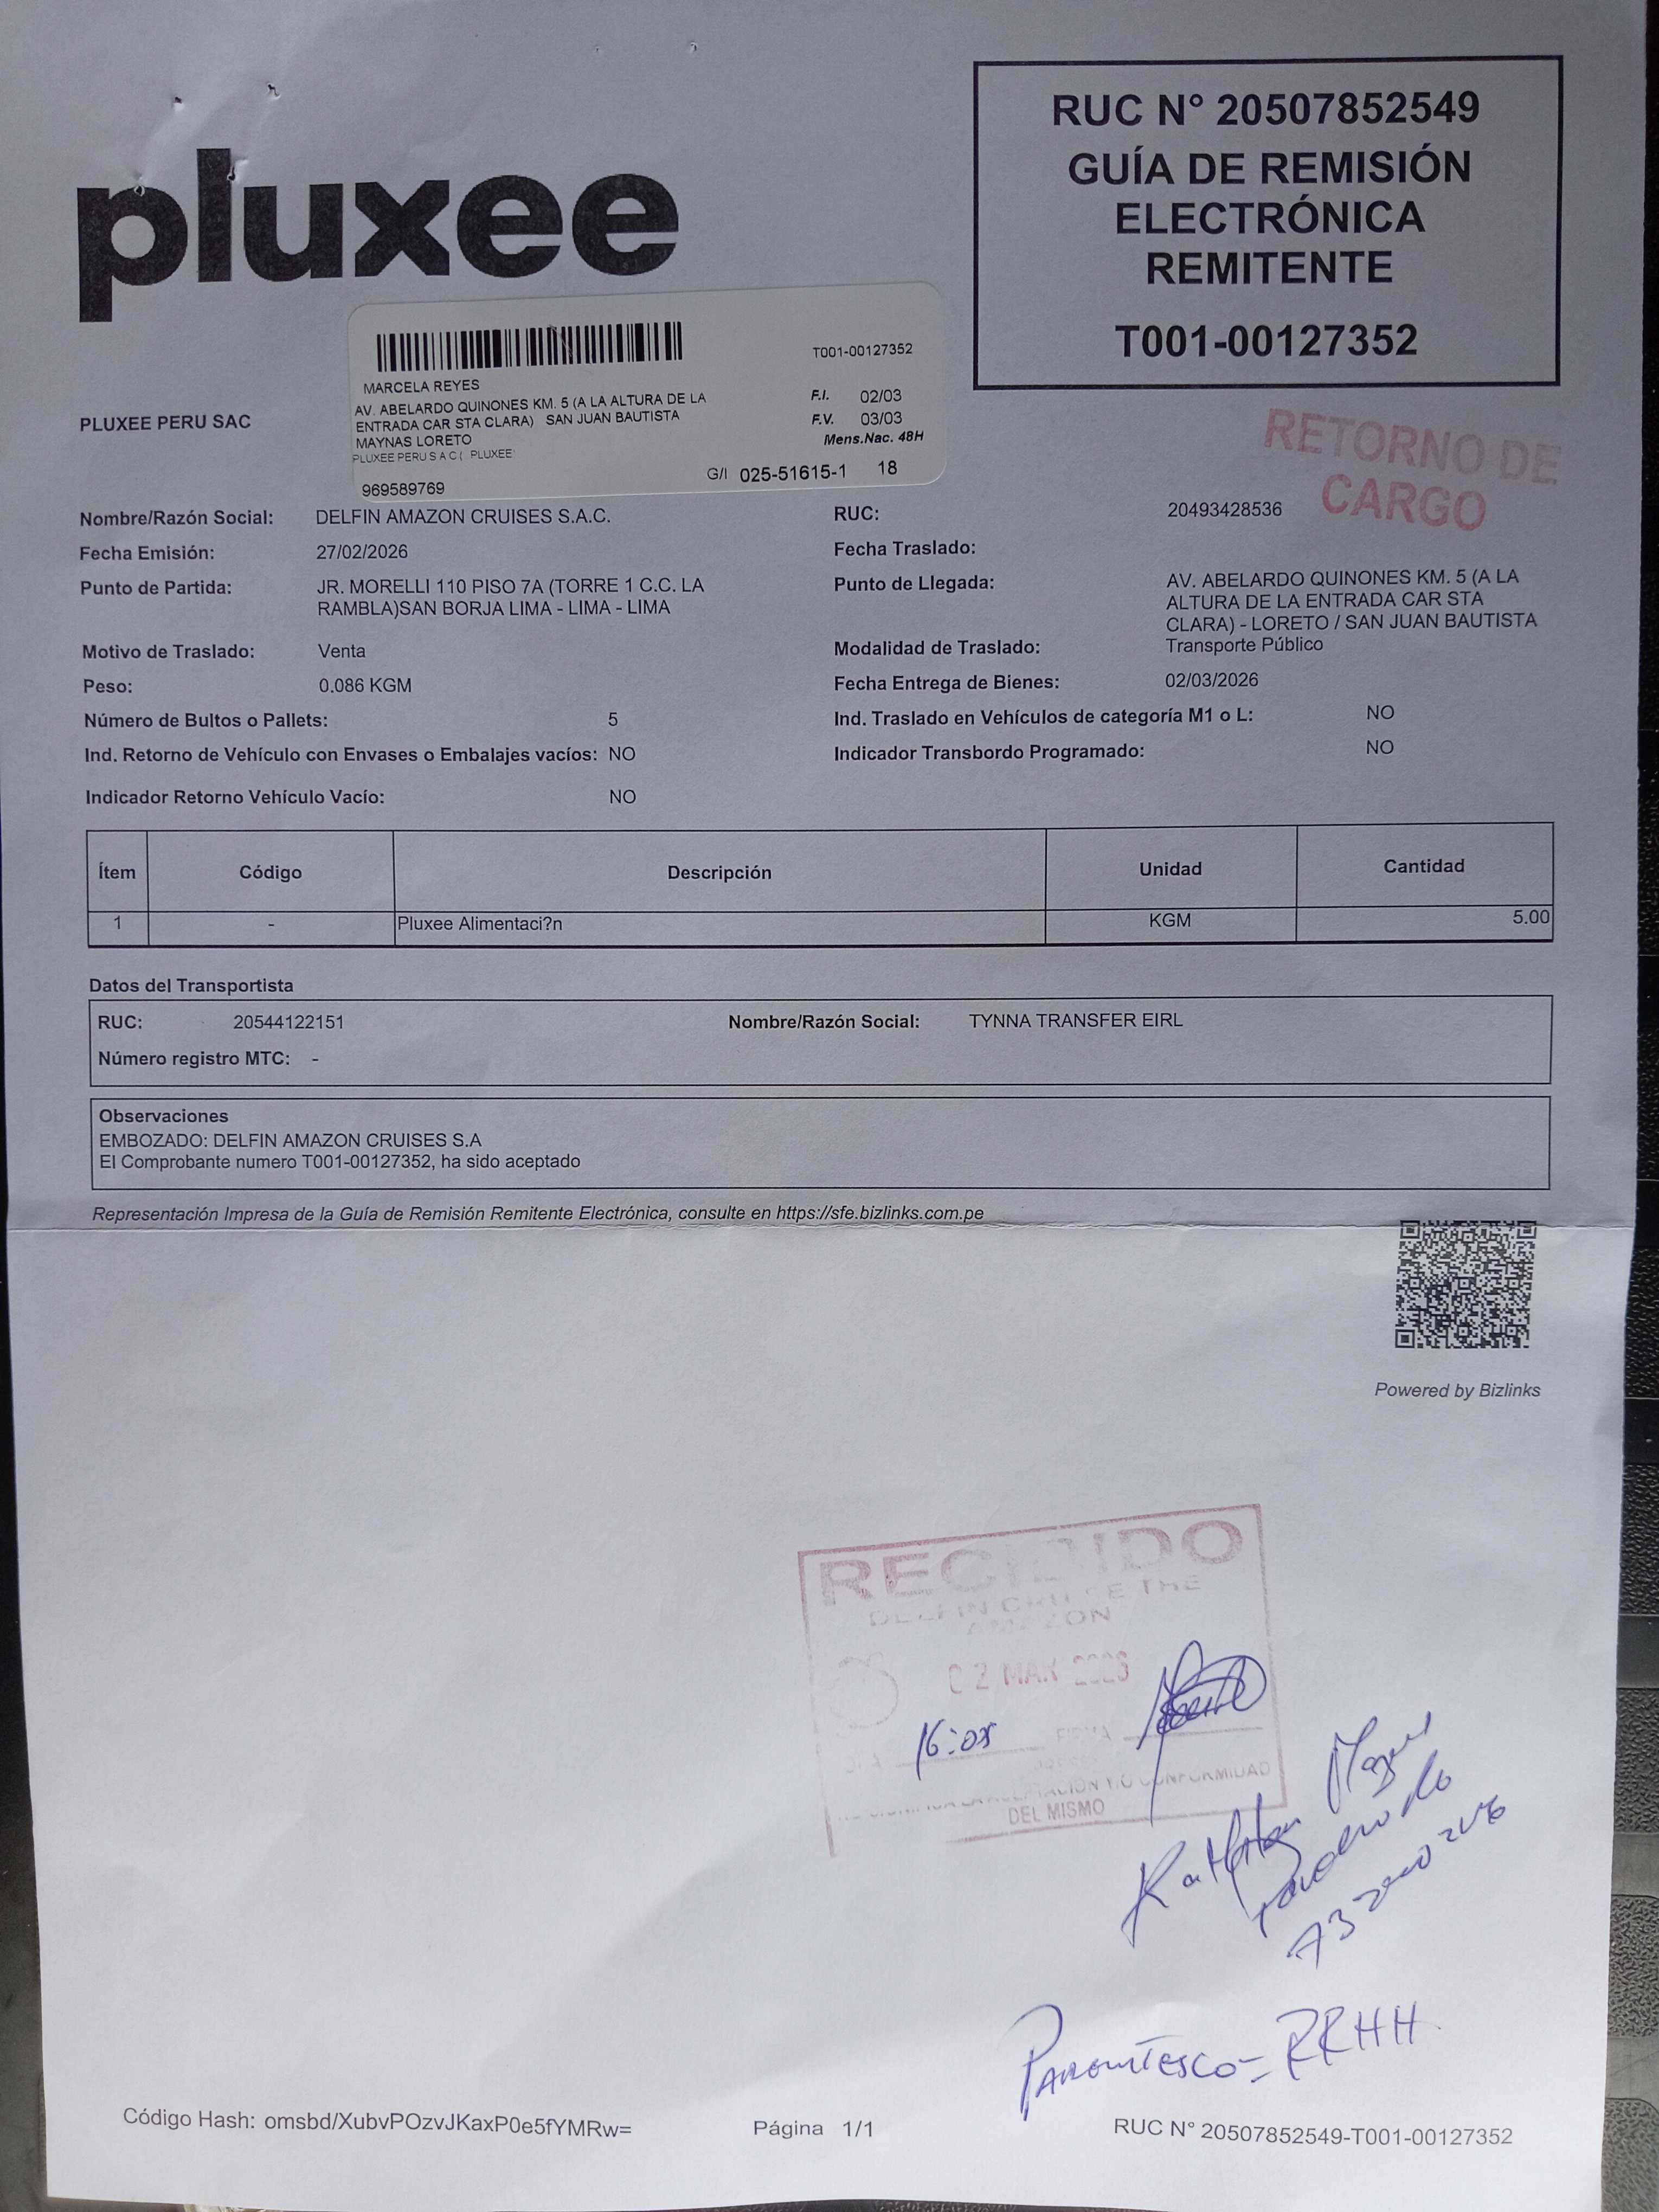 pluxee
RUC N° 20507852549
GUÍA DE REMISIÓN
ELECTRÓNICA
REMITENTE
T001-00127352
T001-00127352
MARCELA REYES
AV. ABELARDO QUINONES KM. 5 (A LA ALTURA DE LA
ENTRADA CAR STA CLARA) SAN JUAN BAUTISTA
MAYNAS LORETO
PLUXEE PERU S A C ( PLUXEE
969589769
F.I. 02/03
F.V. 03/03
Mens.Nac. 48H
G/I 025-51615-1 18
PLUXEE PERU SAC
RETORNO DE
CARGO
Nombre/Razón Social: DELFIN AMAZON CRUISES S.A.C. RUC: 20493428536
Fecha Emisión: 27/02/2026 Fecha Traslado:
Punto de Partida: JR. MORELLI 110 PISO 7A (TORRE 1 C.C. LA
RAMBLA)SAN BORJA LIMA - LIMA - LIMA
Punto de Llegada: AV. ABELARDO QUINONES KM. 5 (A LA
ALTURA DE LA ENTRADA CAR STA
CLARA) - LORETO / SAN JUAN BAUTISTA
Motivo de Traslado: Venta Modalidad de Traslado: Transporte Público
Peso: 0.086 KGM Fecha Entrega de Bienes: 02/03/2026
Número de Bultos o Pallets: 5 Ind. Traslado en Vehículos de categoría M1 o L: NO
Ind. Retorno de Vehículo con Envases o Embalajes vacíos: NO Indicador Transbordo Programado: NO
Indicador Retorno Vehículo Vacío: NO
Ítem Código Descripción Unidad Cantidad
1 - Pluxee Alimentaci?n KGM 5.00
Datos del Transportista
RUC: 20544122151 Nombre/Razón Social: TYNNA TRANSFER EIRL
Número registro MTC: -
Observaciones
EMBOZADO: DELFIN AMAZON CRUISES S.A
El Comprobante numero T001-00127352, ha sido aceptado
Representación Impresa de la Guía de Remisión Remitente Electrónica, consulte en https://sfe.bizlinks.com.pe
Powered by Bizlinks
RECIBIDO
02 MAR
16:08
FIRMA
Y/O CONFORMIDAD
DEL MISMO
RRHH
Código Hash: omsbd/XubvPOzvJKaxP0e5fYMRw= Página 1/1 RUC N° 20507852549-T001-00127352